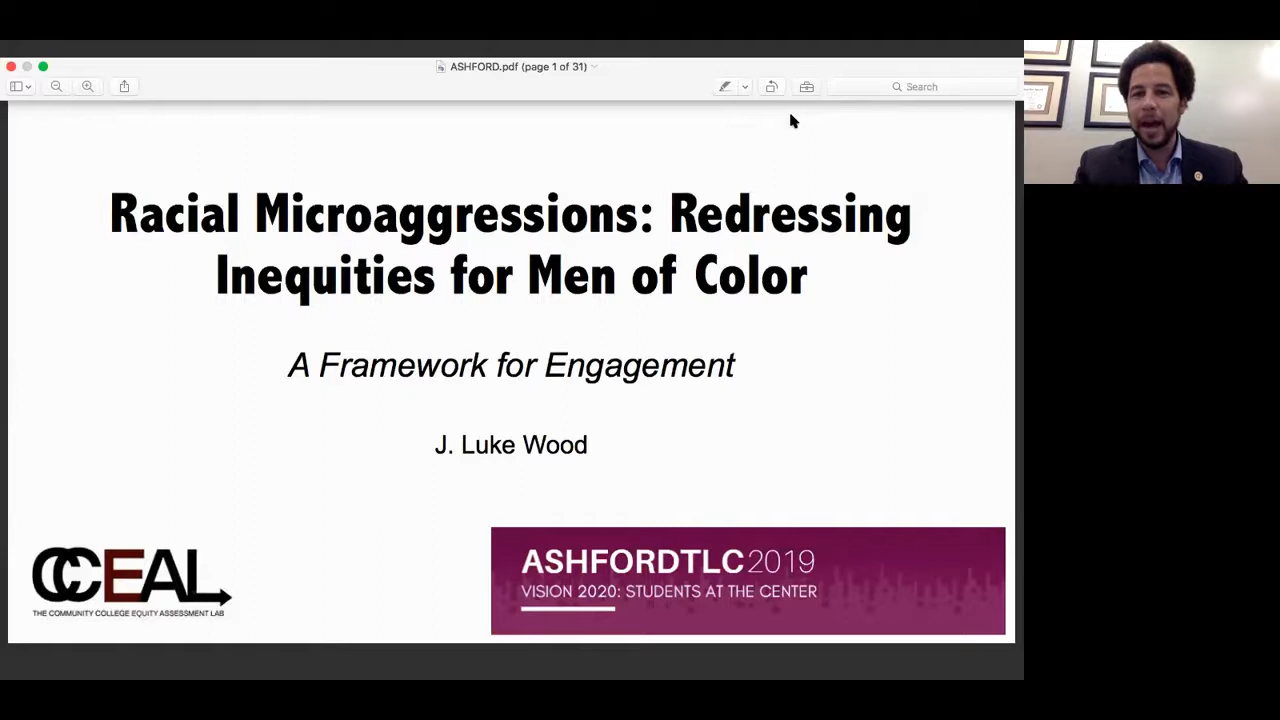 ASHFORD.pdf (page 1 of 31)
Search
Racial Microaggressions: Redressing
Inequities for Men of Color
A Framework for Engagement
J. Luke Wood
CCEAL
THE COMMUNITY COLLEGE EQUITY ASSESSMENT LAB
ASHFORDTLC2019
VISION 2020: STUDENTS AT THE CENTER